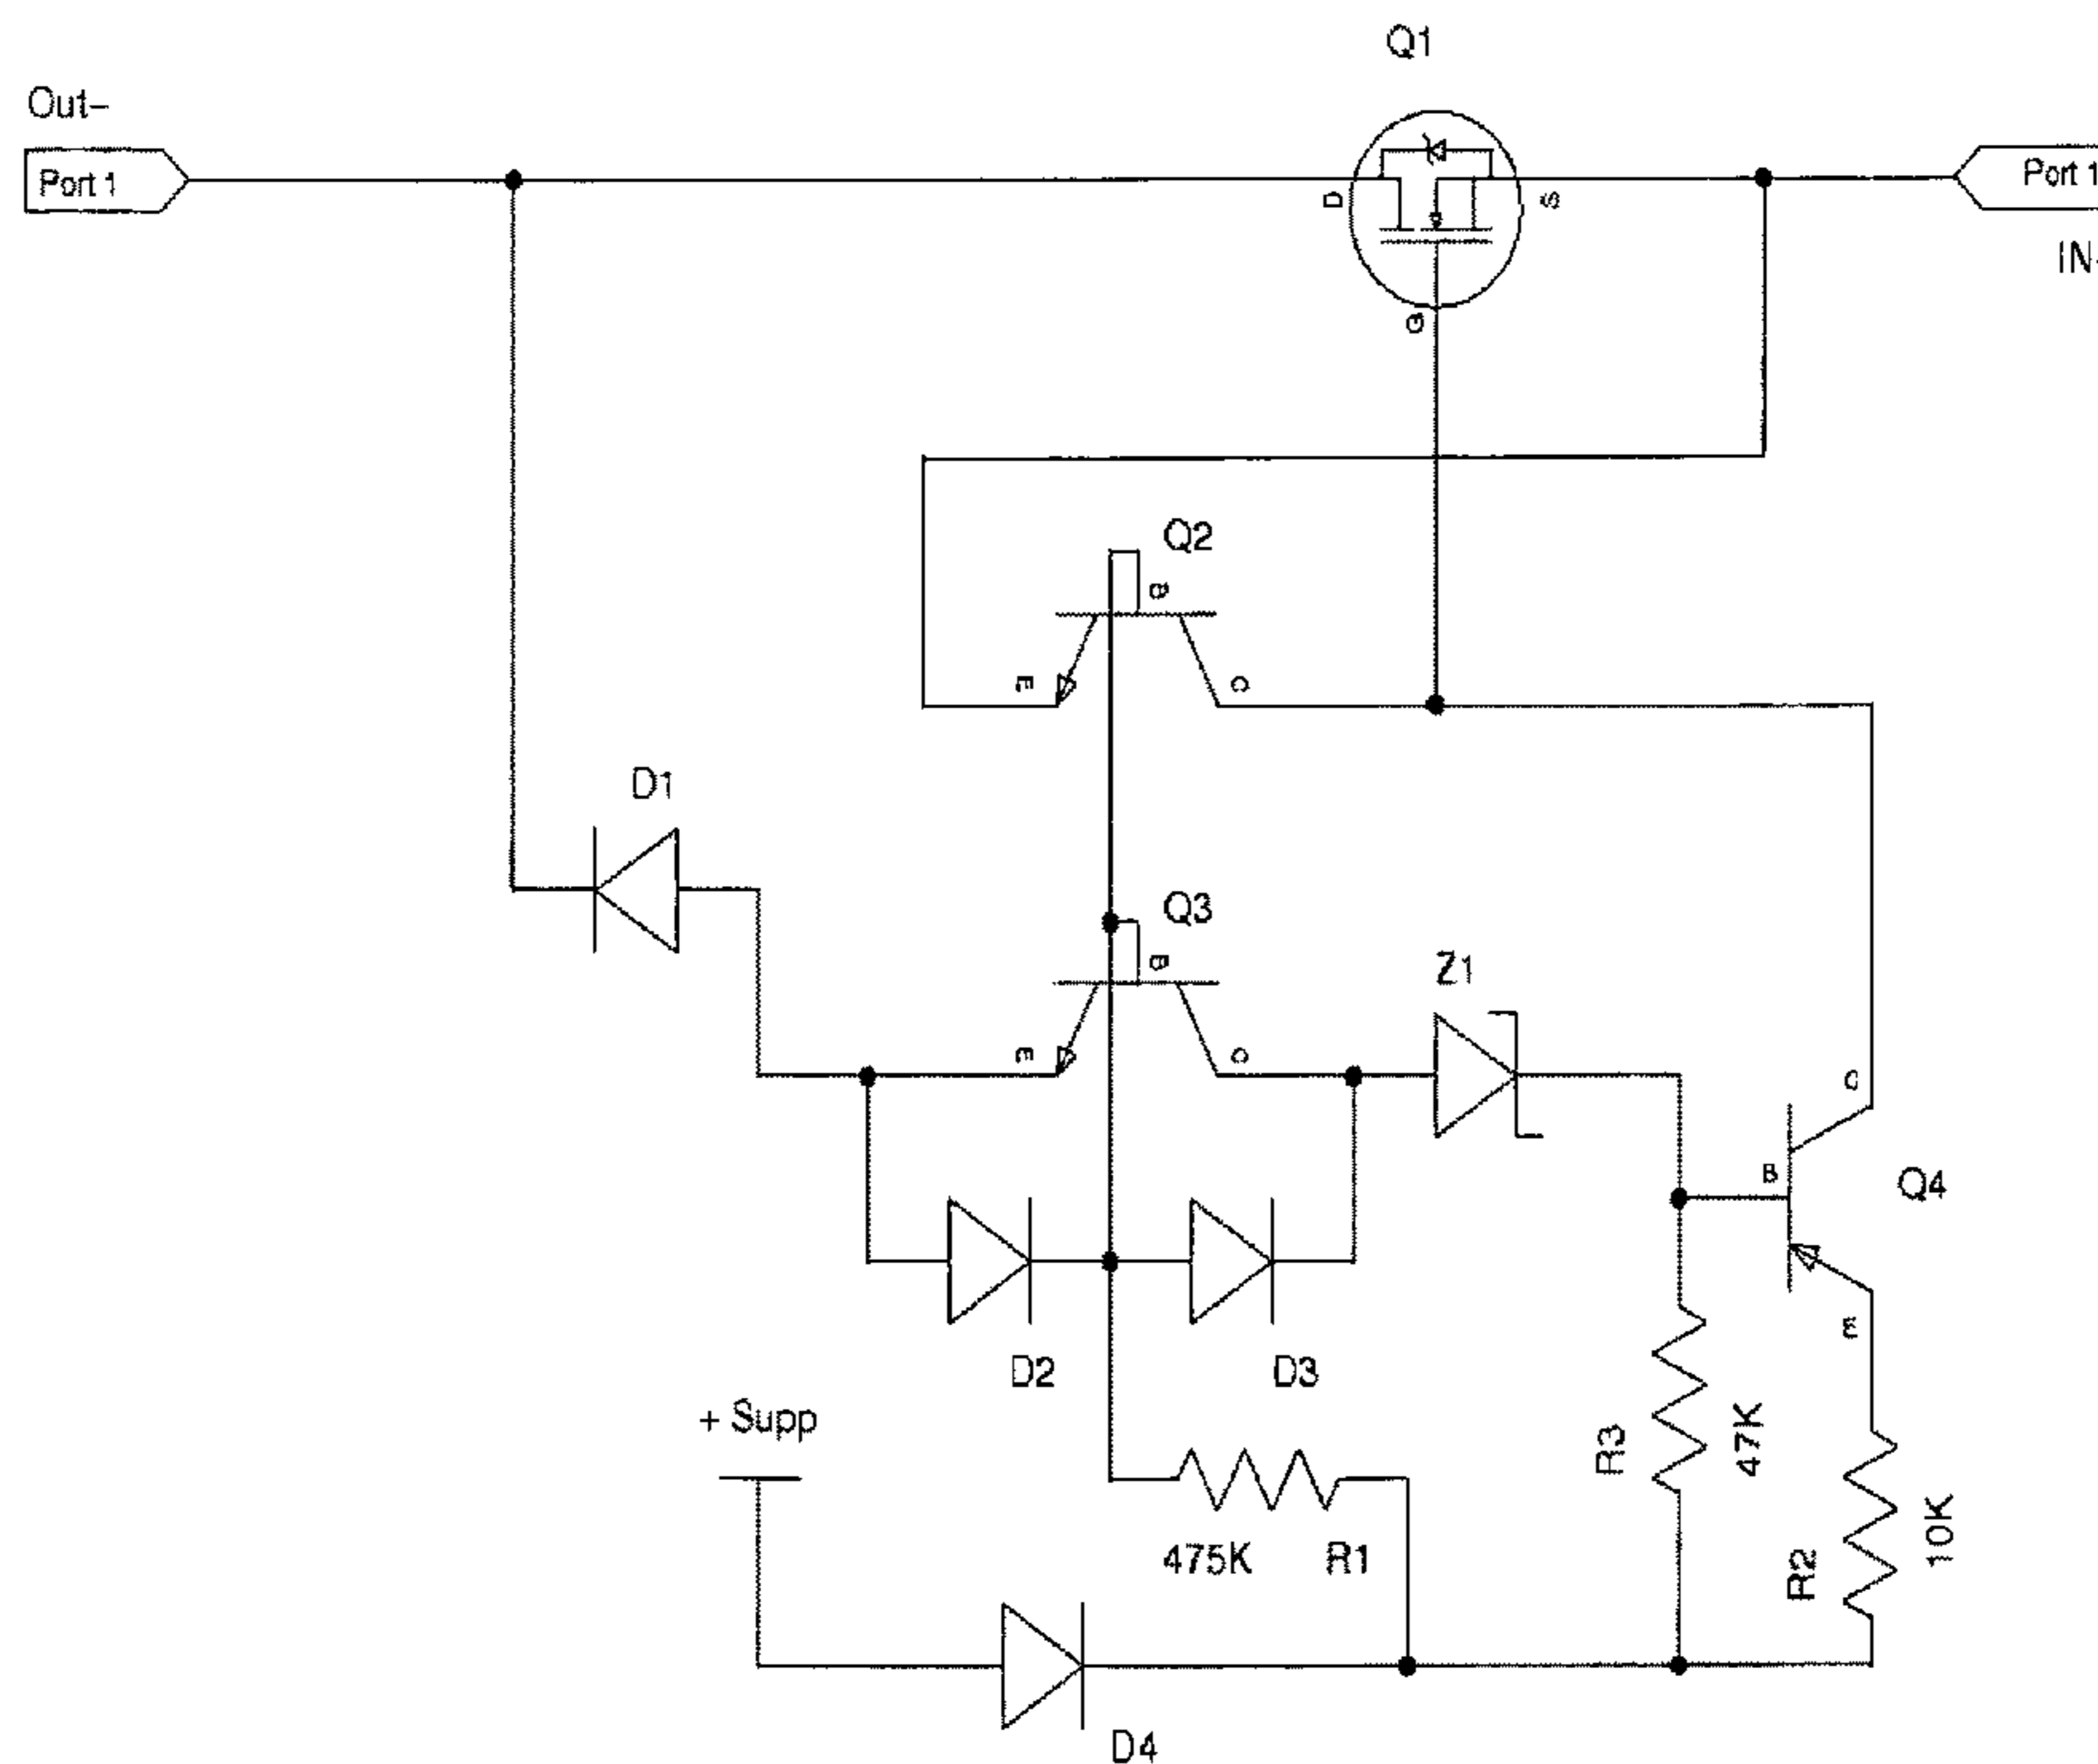 Q1
Out-
Port 1
Port 1
IN-
D
S
G
Q2
B
E
C
D1
Q3
B
Z1
E
C
C
B
Q4
E
D2
D3
+ Supp
R3
47K
475K
R1
R2
10K
D4